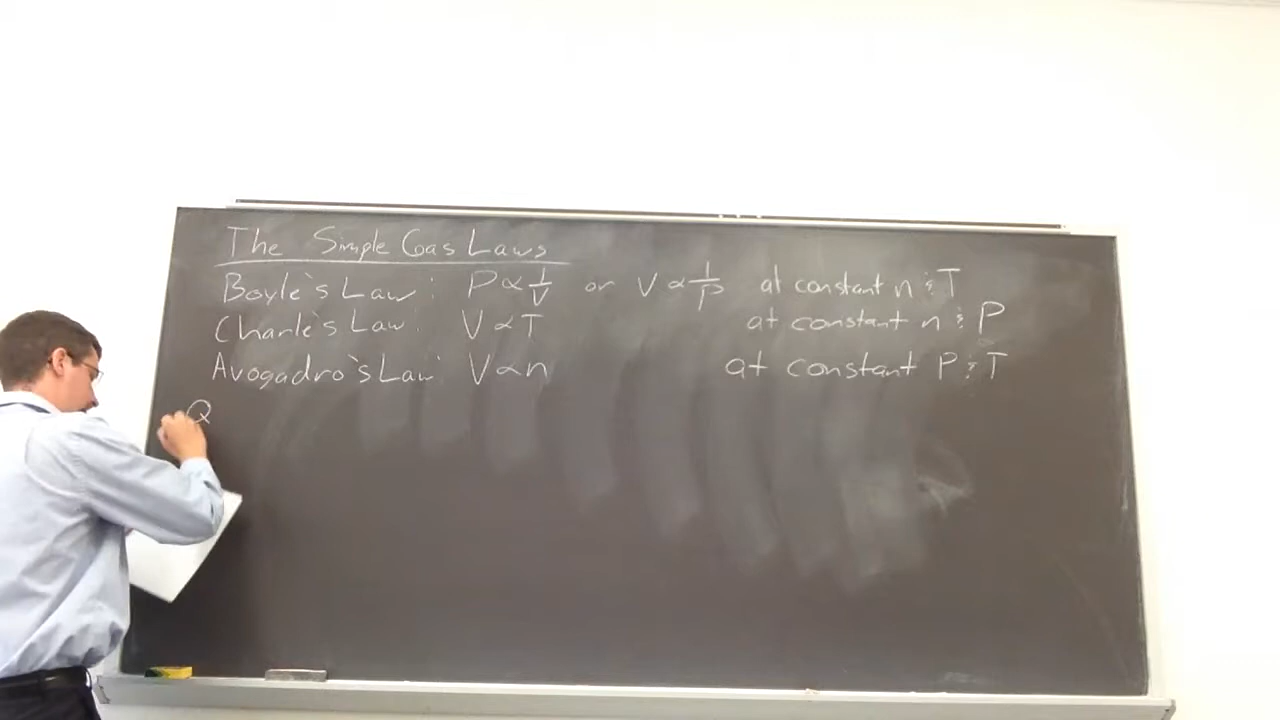 The Simple Gas Laws
Boyle's Law: P ∝ 1/V or V ∝ 1/P at constant n & T
Charle's Law: V ∝ T at constant n & P
Avogadro's Law: V ∝ n at constant P & T
Q